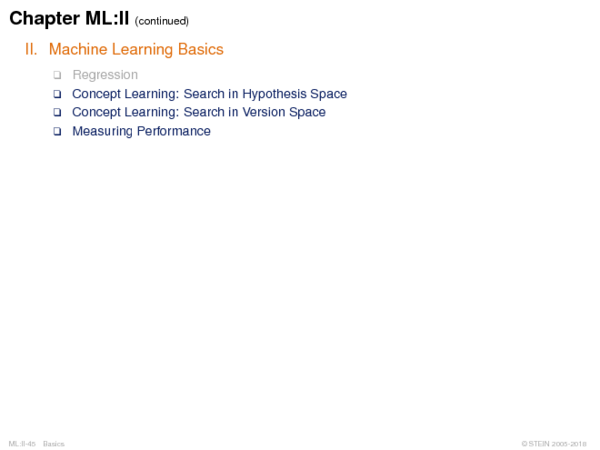 Chapter ML:II (continued)
II. Machine Learning Basics
❑ Regression
❑ Concept Learning: Search in Hypothesis Space
❑ Concept Learning: Search in Version Space
❑ Measuring Performance
ML:II-45 Basics
© STEIN 2005-2018